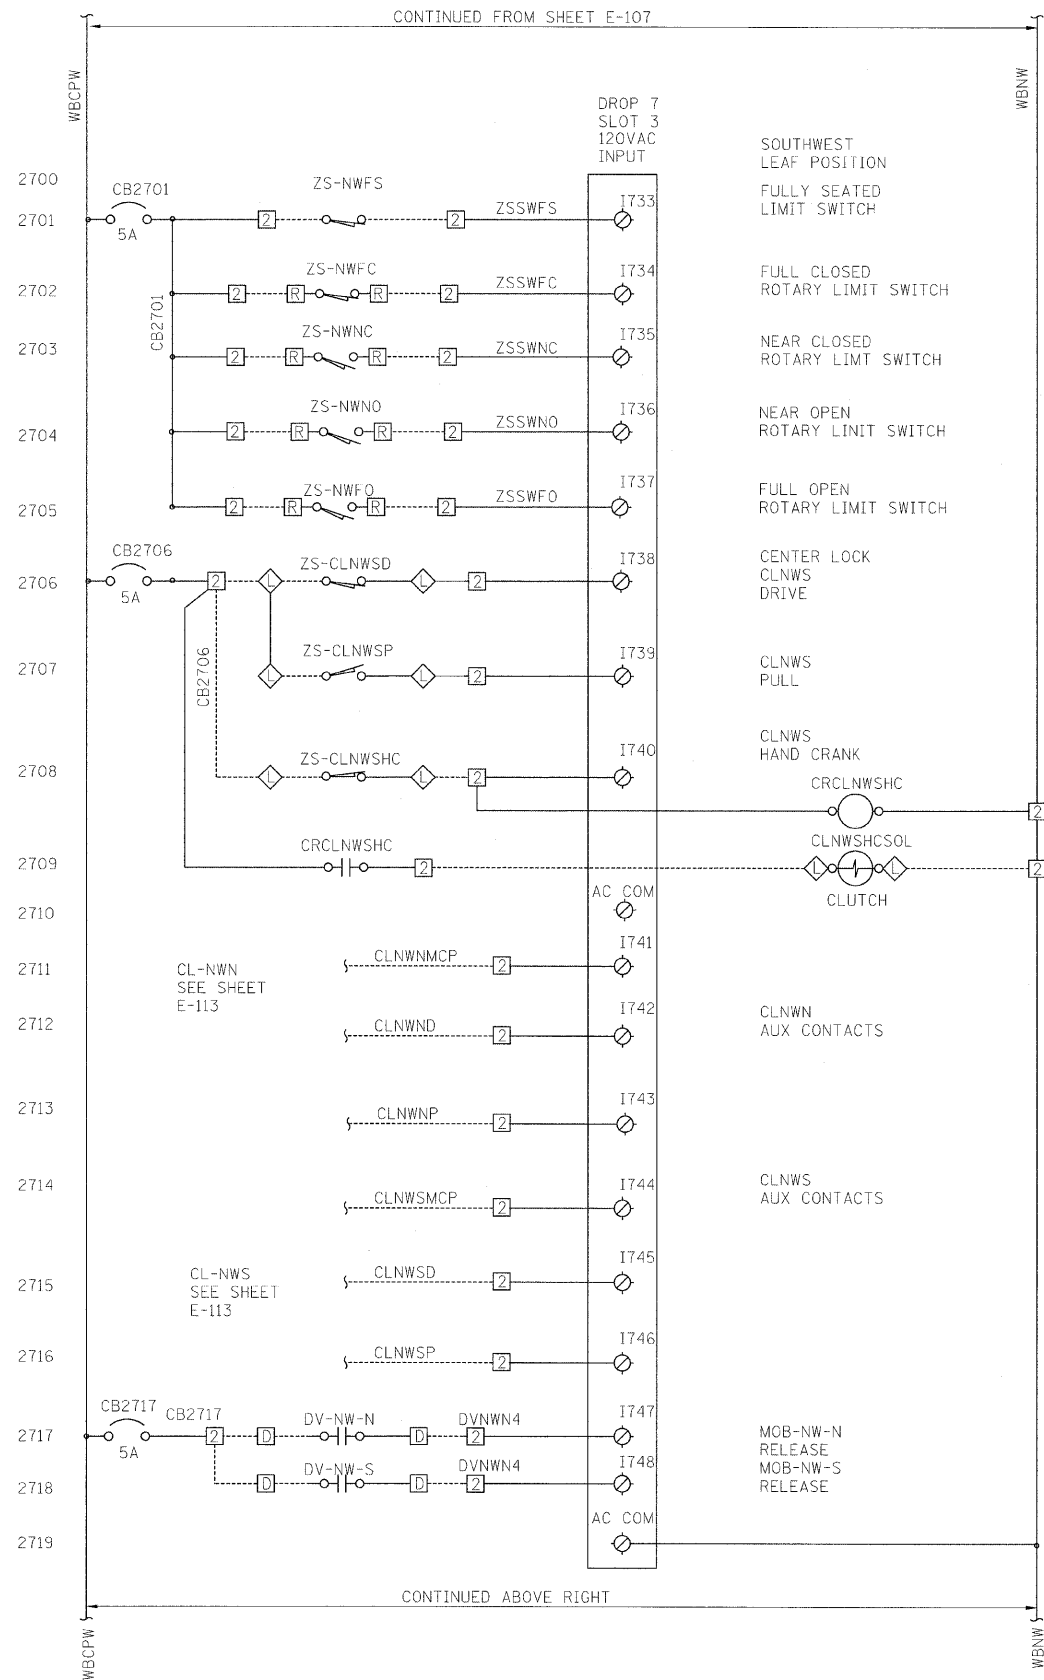 CONTINUED FROM SHEET E-107
WBCPW
WBNW
DROP 7
SLOT 3
120VAC
INPUT
SOUTHWEST
LEAF POSITION
2700
2701
CB2701
5A
ZS-NWFS
2
2
ZSSWFS
I733
FULLY SEATED
LIMIT SWITCH
CB2701
2702
2
R
ZS-NWFC
R
2
ZSSWFC
I734
FULL CLOSED
ROTARY LIMIT SWITCH
2703
2
R
ZS-NWNC
R
2
ZSSWNC
I735
NEAR CLOSED
ROTARY LIMT SWITCH
2704
2
R
ZS-NWNO
R
2
ZSSWNO
I736
NEAR OPEN
ROTARY LINIT SWITCH
2705
2
R
ZS-NWFO
R
2
ZSSWFO
I737
FULL OPEN
ROTARY LIMIT SWITCH
2706
CB2706
5A
2
L
ZS-CLNWSD
L
2
I738
CENTER LOCK
CLNWS
DRIVE
CB2706
2707
L
ZS-CLNWSP
L
2
I739
CLNWS
PULL
2708
L
ZS-CLNWSHC
L
2
I740
CLNWS
HAND CRANK
CRCLNWSHC
2
2709
CRCLNWSHC
2
CLNWSHCSOL
L
L
2
CLUTCH
2710
AC COM
2711
CL-NWN
SEE SHEET
E-113
CLNWNMCP
2
I741
2712
CLNWND
2
I742
CLNWN
AUX CONTACTS
2713
CLNWNP
2
I743
2714
CLNWSMCP
2
I744
CLNWS
AUX CONTACTS
2715
CL-NWS
SEE SHEET
E-113
CLNWSD
2
I745
2716
CLNWSP
2
I746
2717
CB2717
5A
CB2717
2
D
DV-NW-N
D
DVNWN4
2
I747
MOB-NW-N
RELEASE
2718
D
DV-NW-S
D
DVNWN4
2
I748
MOB-NW-S
RELEASE
2719
AC COM
CONTINUED ABOVE RIGHT
WBCPW
WBNW